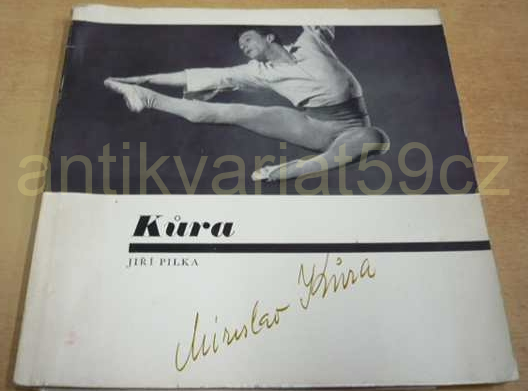 antikvariat59cz
Kůra
JIŘÍ PILKA
Miroslav Kůra